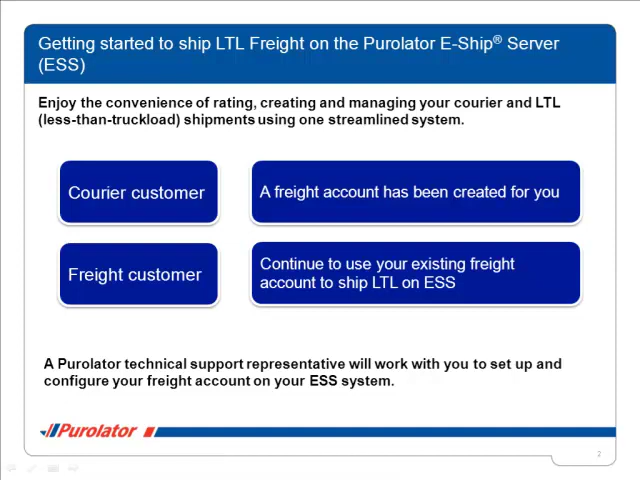 Getting started to ship LTL Freight on the Purolator E-Ship® Server
(ESS)
Enjoy the convenience of rating, creating and managing your courier and LTL
(less-than-truckload) shipments using one streamlined system.
Courier customer
A freight account has been created for you
Freight customer
Continue to use your existing freight
account to ship LTL on ESS
A Purolator technical support representative will work with you to set up and
configure your freight account on your ESS system.
Purolator
2